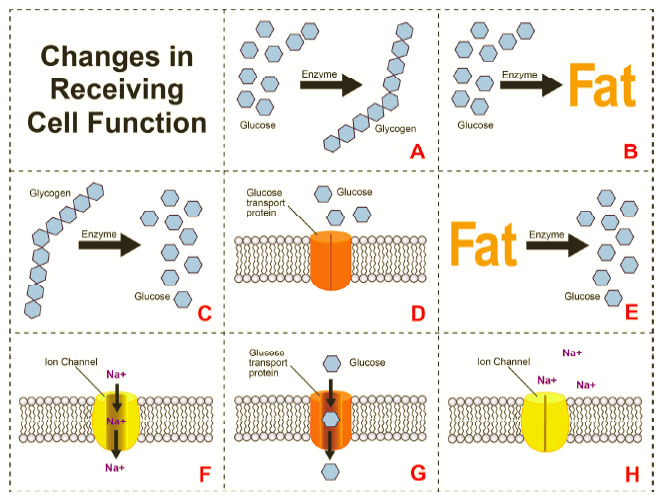 Changes in
Receiving
Cell Function
Enzyme
Glucose
Glycogen
A
Enzyme
Fat
Glucose
B
Glycogen
Enzyme
Glucose
C
Glucose
transport
protein
Glucose
D
Fat
Enzyme
Glucose
E
Ion Channel
Na+
Na+
Na+
F
Glucose
transport
protein
Glucose
G
Ion Channel
Na+
Na+
Na+
H